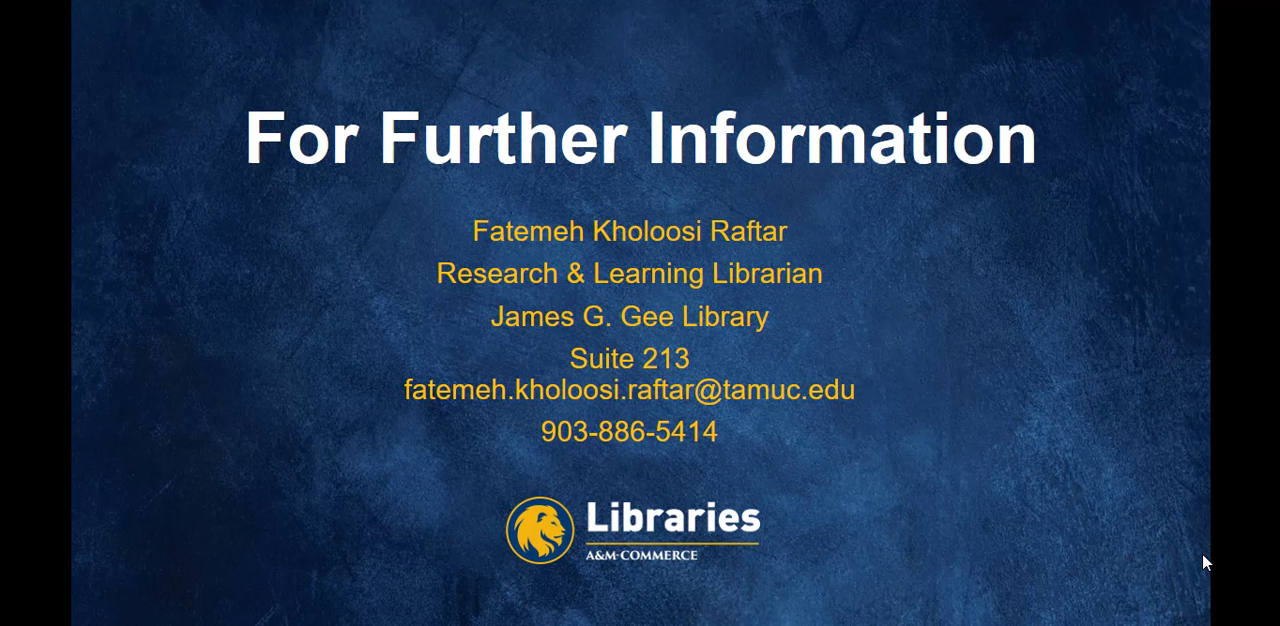 For Further Information
Fatemeh Kholoosi Raftar
Research & Learning Librarian
James G. Gee Library
Suite 213
fatemeh.kholoosi.raftar@tamuc.edu
903-886-5414
Libraries
A&M-COMMERCE